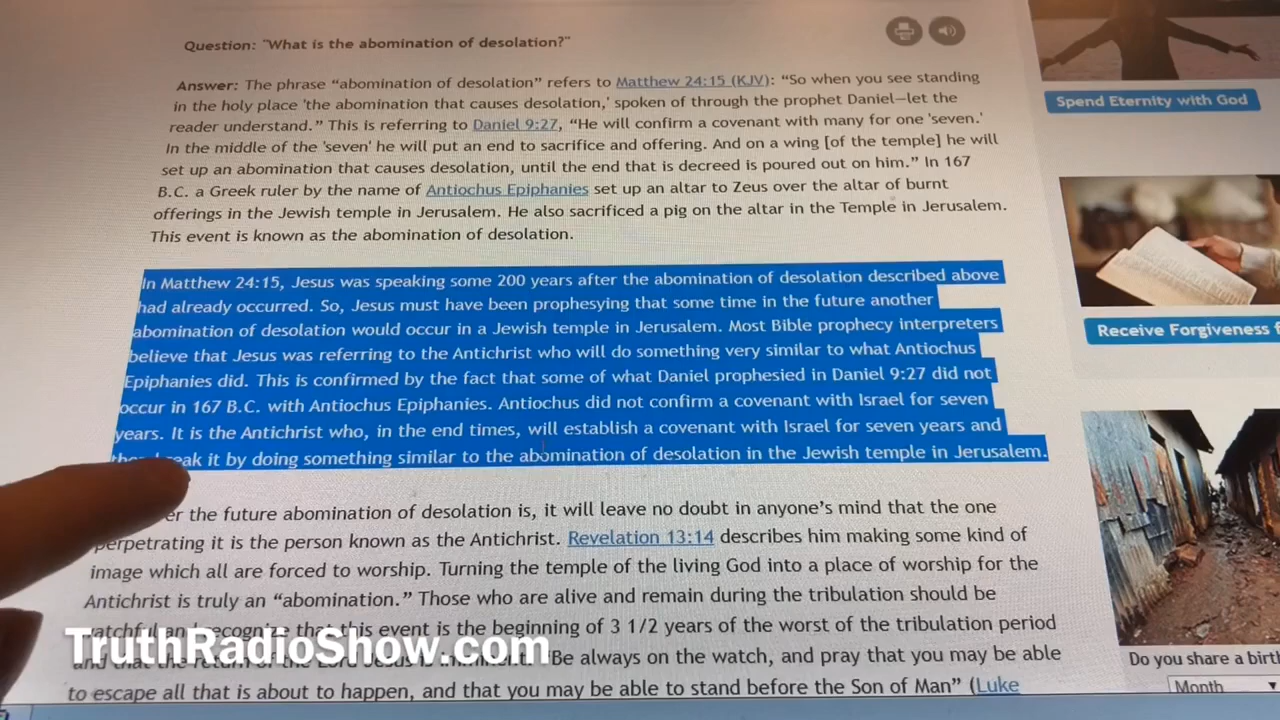 Question: "What is the abomination of desolation?"
Answer: The phrase “abomination of desolation” refers to Matthew 24:15 (KJV): “So when you see standing
in the holy place 'the abomination that causes desolation,' spoken of through the prophet Daniel—let the
reader understand.” This is referring to Daniel 9:27, “He will confirm a covenant with many for one 'seven.'
In the middle of the 'seven' he will put an end to sacrifice and offering. And on a wing [of the temple] he will
set up an abomination that causes desolation, until the end that is decreed is poured out on him.” In 167
B.C. a Greek ruler by the name of Antiochus Epiphanies set up an altar to Zeus over the altar of burnt
offerings in the Jewish temple in Jerusalem. He also sacrificed a pig on the altar in the Temple in Jerusalem.
This event is known as the abomination of desolation.
In Matthew 24:15, Jesus was speaking some 200 years after the abomination of desolation described above
had already occurred. So, Jesus must have been prophesying that some time in the future another
abomination of desolation would occur in a Jewish temple in Jerusalem. Most Bible prophecy interpreters
believe that Jesus was referring to the Antichrist who will do something very similar to what Antiochus
Epiphanies did. This is confirmed by the fact that some of what Daniel prophesied in Daniel 9:27 did not
occur in 167 B.C. with Antiochus Epiphanies. Antiochus did not confirm a covenant with Israel for seven
years. It is the Antichrist who, in the end times, will establish a covenant with Israel for seven years and
it by doing something similar to the abomination of desolation in the Jewish temple in Jerusalem.
the future abomination of desolation is, it will leave no doubt in anyone’s mind that the one
perpetrating it is the person known as the Antichrist. Revelation 13:14 describes him making some kind of
image which all are forced to worship. Turning the temple of the living God into a place of worship for the
Antichrist is truly an “abomination.” Those who are alive and remain during the tribulation should be
and recognize that this event is the beginning of 3 1/2 years of the worst of the tribulation period
and that the return of the Lord Jesus is "Be always on the watch, and pray that you may be able
to escape all that is about to happen, and that you may be able to stand before the Son of Man” (Luke
TruthRadioShow.com
Spend Eternity with God
Receive Forgiveness
Do you share a birt
Month